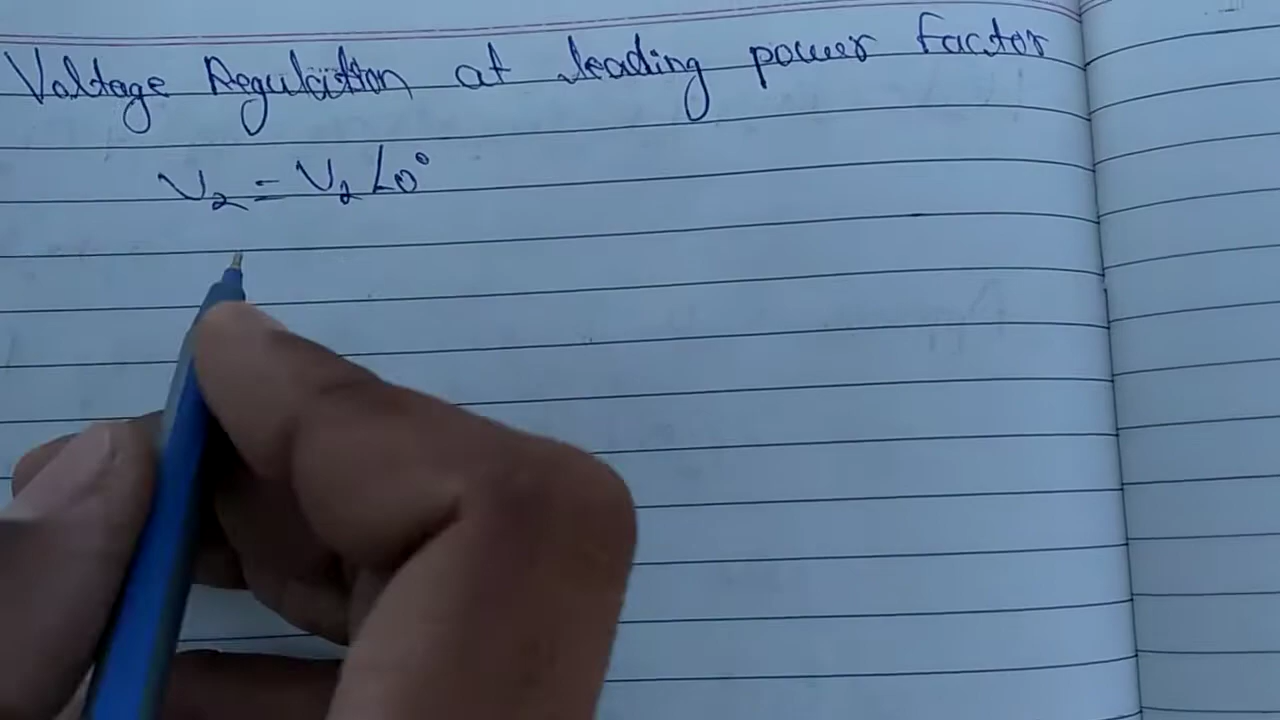 Voltage Regulation at leading power factor
V₂ = V₂ ∠0°